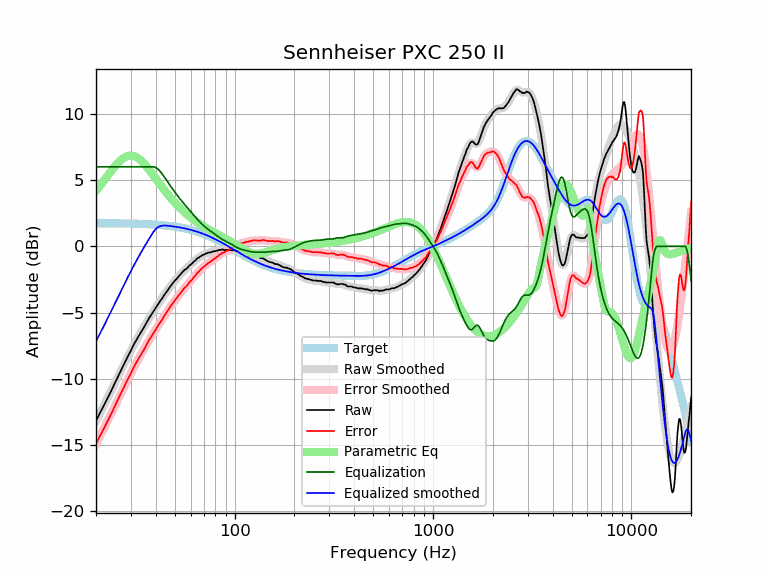 Sennheiser PXC 250 II
Amplitude (dBr)
10
5
0
−5
−10
−15
−20
Target
Raw Smoothed
Error Smoothed
Raw
Error
Parametric Eq
Equalization
Equalized smoothed
100
1000
10000
Frequency (Hz)